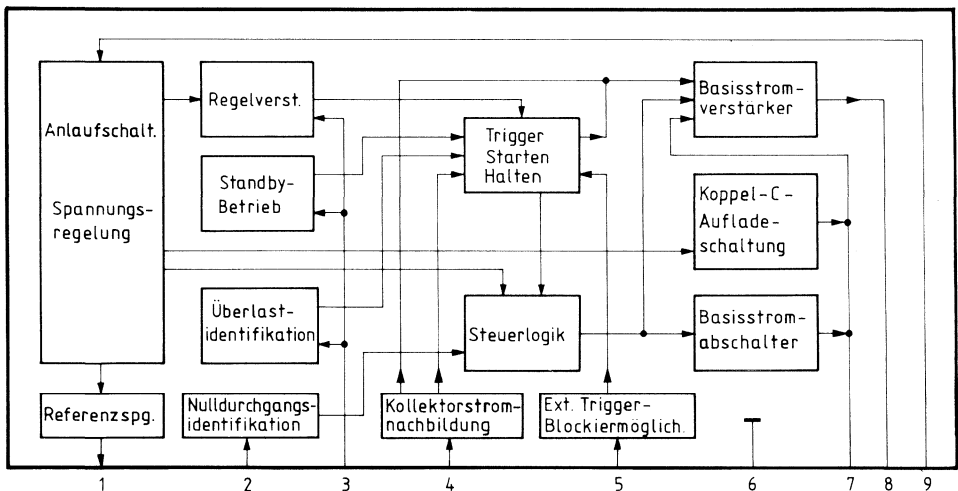 Anlaufschalt.
Spannungs-
regelung
Regelverst.
Standby-
Betrieb
Überlast-
identifikation
Trigger
Starten
Halten
Steuerlogik
Basisstrom-
verstärker
Koppel-C-
Auflade-
schaltung
Basisstrom-
abschalter
Referenzspg.
Nulldurchgangs-
identifikation
Kollektorstrom-
nachbildung
Ext. Trigger-
Blockiermöglich.
1 2 3 4 5 6 7 8 9